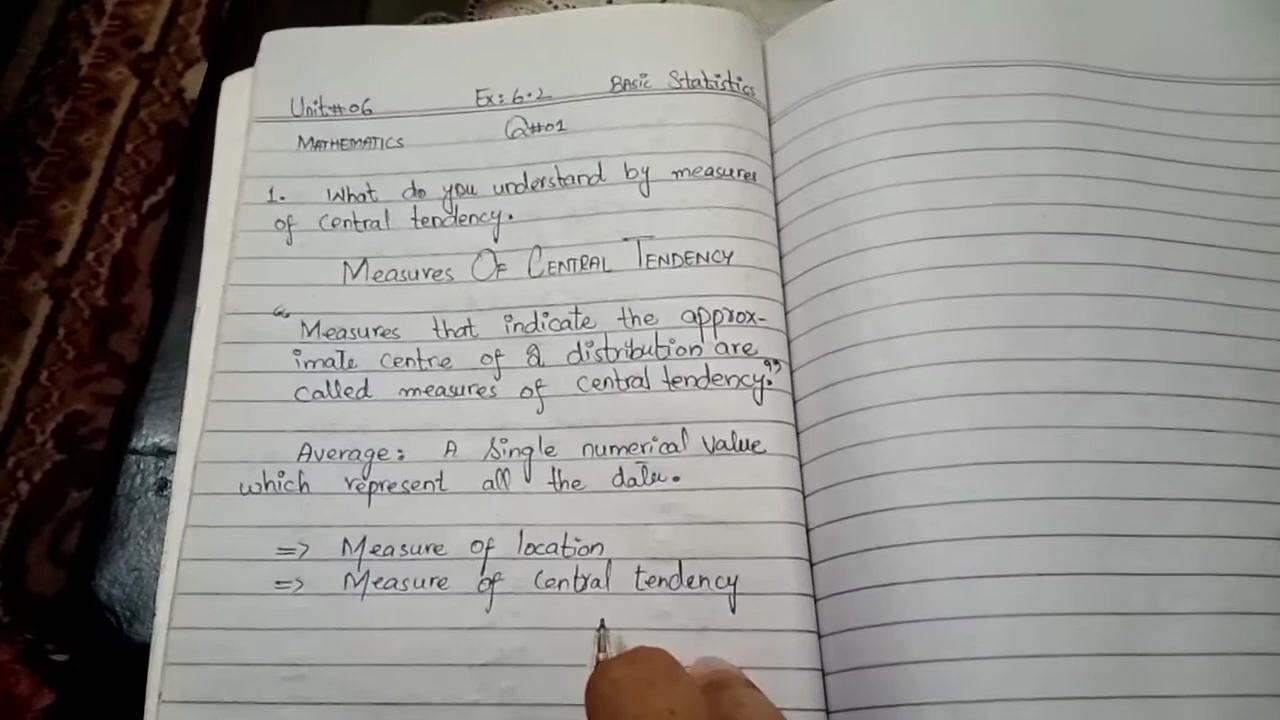 Unit#06 Ex: 6.2 BAsic Statistics
MATHEMATICS Q#01
1. What do you understand by measures
of central tendency.
Measures OF CENTRAL TENDENCY
“Measures that indicate the approx-
imate centre of a distribution are
called measures of central tendency.”
Average: A single numerical value
which represent all the data.
=> Measure of location
=> Measure of central tendency